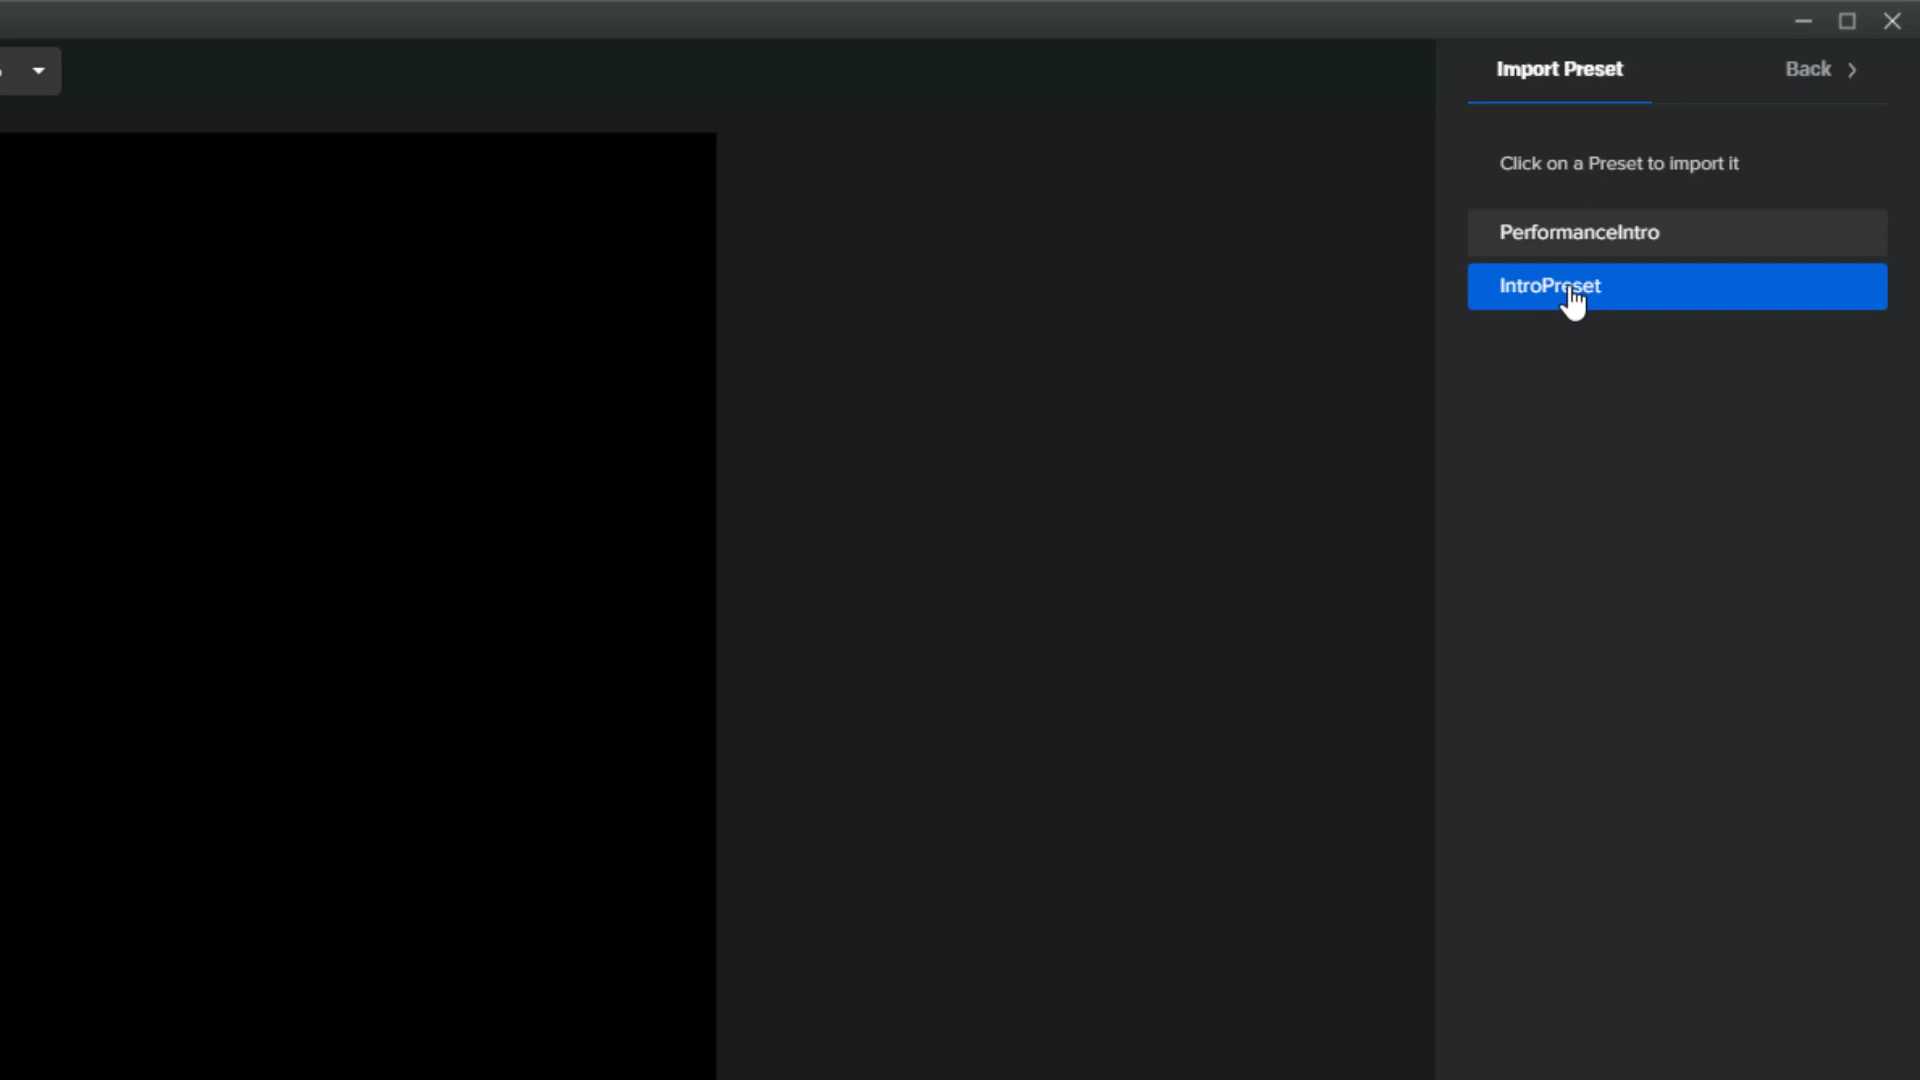 Import Preset
Back
Click on a Preset to import it
PerformanceIntro
IntroPreset